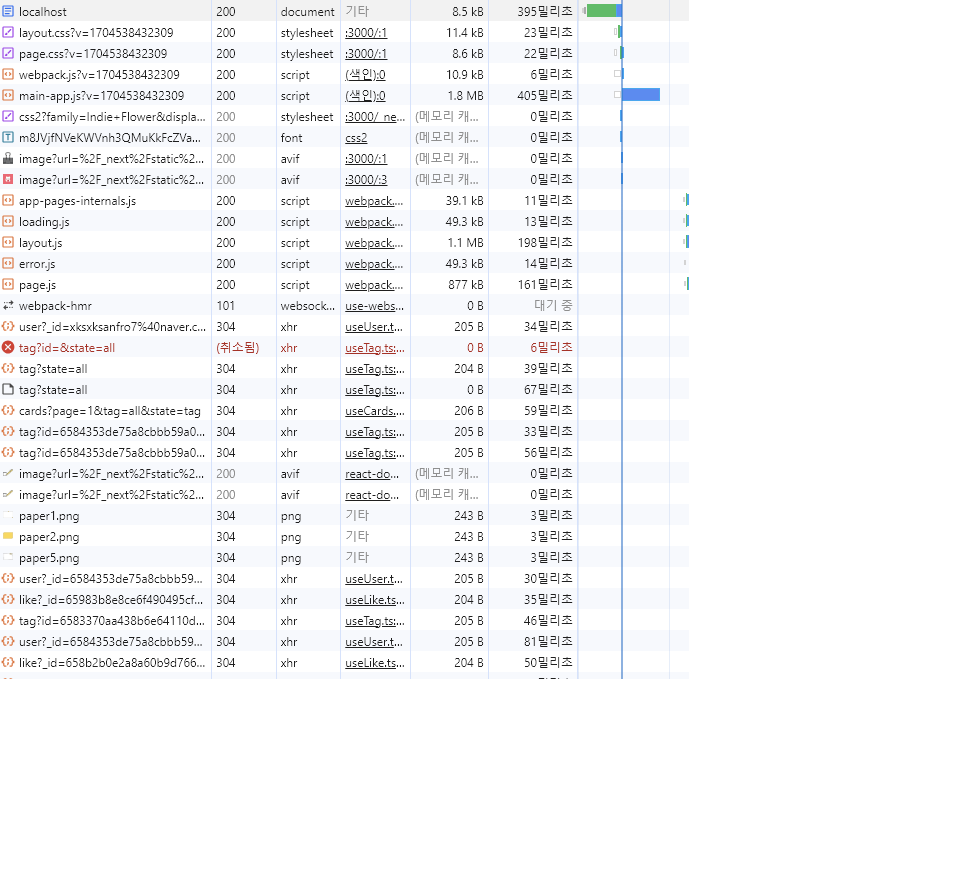 localhost 200 document 기타 8.5 kB 395밀리초
layout.css?v=1704538432309 200 stylesheet :3000/:1 11.4 kB 23밀리초
page.css?v=1704538432309 200 stylesheet :3000/:1 8.6 kB 22밀리초
webpack.js?v=1704538432309 200 script (색인):0 10.9 kB 6밀리초
main-app.js?v=1704538432309 200 script (색인):0 1.8 MB 405밀리초
css2?family=Indie+Flower&displa... 200 stylesheet :3000/_ne... (메모리 캐... 0밀리초
m8JVjfNVeKWVnh3QMuKkFcZVa... 200 font css2 (메모리 캐... 0밀리초
image?url=%2F_next%2Fstatic%2... 200 avif :3000/:1 (메모리 캐... 0밀리초
image?url=%2F_next%2Fstatic%2... 200 avif :3000/:3 (메모리 캐... 0밀리초
app-pages-internals.js 200 script webpack.... 39.1 kB 11밀리초
loading.js 200 script webpack.... 49.3 kB 13밀리초
layout.js 200 script webpack.... 1.1 MB 198밀리초
error.js 200 script webpack.... 49.3 kB 14밀리초
page.js 200 script webpack.... 877 kB 161밀리초
webpack-hmr 101 websock... use-webs... 0 B 대기 중
user?_id=xksxksanfro7%40naver.c... 304 xhr useUser.t... 205 B 34밀리초
tag?id=&state=all (취소됨) xhr useTag.ts:... 0 B 6밀리초
tag?state=all 304 xhr useTag.ts:... 204 B 39밀리초
tag?state=all 304 xhr useTag.ts:... 0 B 67밀리초
cards?page=1&tag=all&state=tag 304 xhr useCards.... 206 B 59밀리초
tag?id=6584353de75a8cbbb59a0... 304 xhr useTag.ts:... 205 B 33밀리초
tag?id=6584353de75a8cbbb59a0... 304 xhr useTag.ts:... 205 B 56밀리초
image?url=%2F_next%2Fstatic%2... 200 avif react-do... (메모리 캐... 0밀리초
image?url=%2F_next%2Fstatic%2... 200 avif react-do... (메모리 캐... 0밀리초
paper1.png 304 png 기타 243 B 3밀리초
paper2.png 304 png 기타 243 B 3밀리초
paper5.png 304 png 기타 243 B 3밀리초
user?_id=6584353de75a8cbbb59... 304 xhr useUser.t... 205 B 30밀리초
like?_id=65983b8e8ce6f490495cf... 304 xhr useLike.ts... 204 B 35밀리초
tag?id=6583370aa438b6e64110d... 304 xhr useTag.ts:... 205 B 46밀리초
user?_id=6584353de75a8cbbb59... 304 xhr useUser.t... 205 B 81밀리초
like?_id=658b2b0e2a8a60b9d766... 304 xhr useLike.ts... 204 B 50밀리초